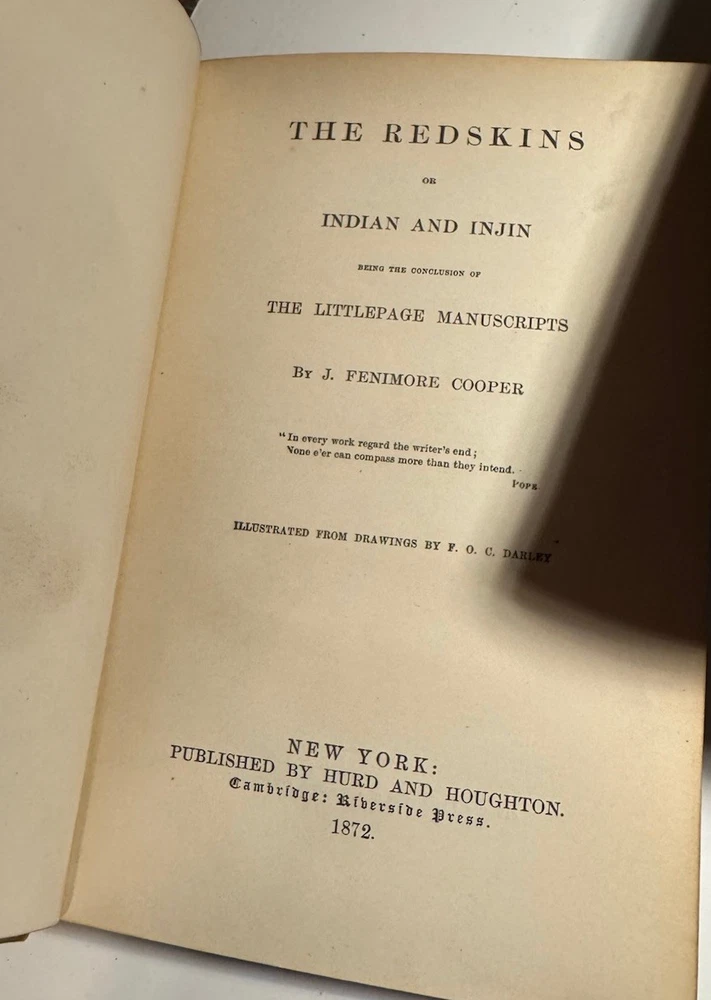 THE REDSKINS
OR
INDIAN AND INJIN
BEING THE CONCLUSION OF
THE LITTLEPAGE MANUSCRIPTS
By J. FENIMORE COOPER
"In every work regard the writer's end;
None e'er can compass more than they intend.
POPE
ILLUSTRATED FROM DRAWINGS BY F. O. C. DARLEY
NEW YORK:
PUBLISHED BY HURD AND HOUGHTON.
Cambridge: Riverside Press.
1872.